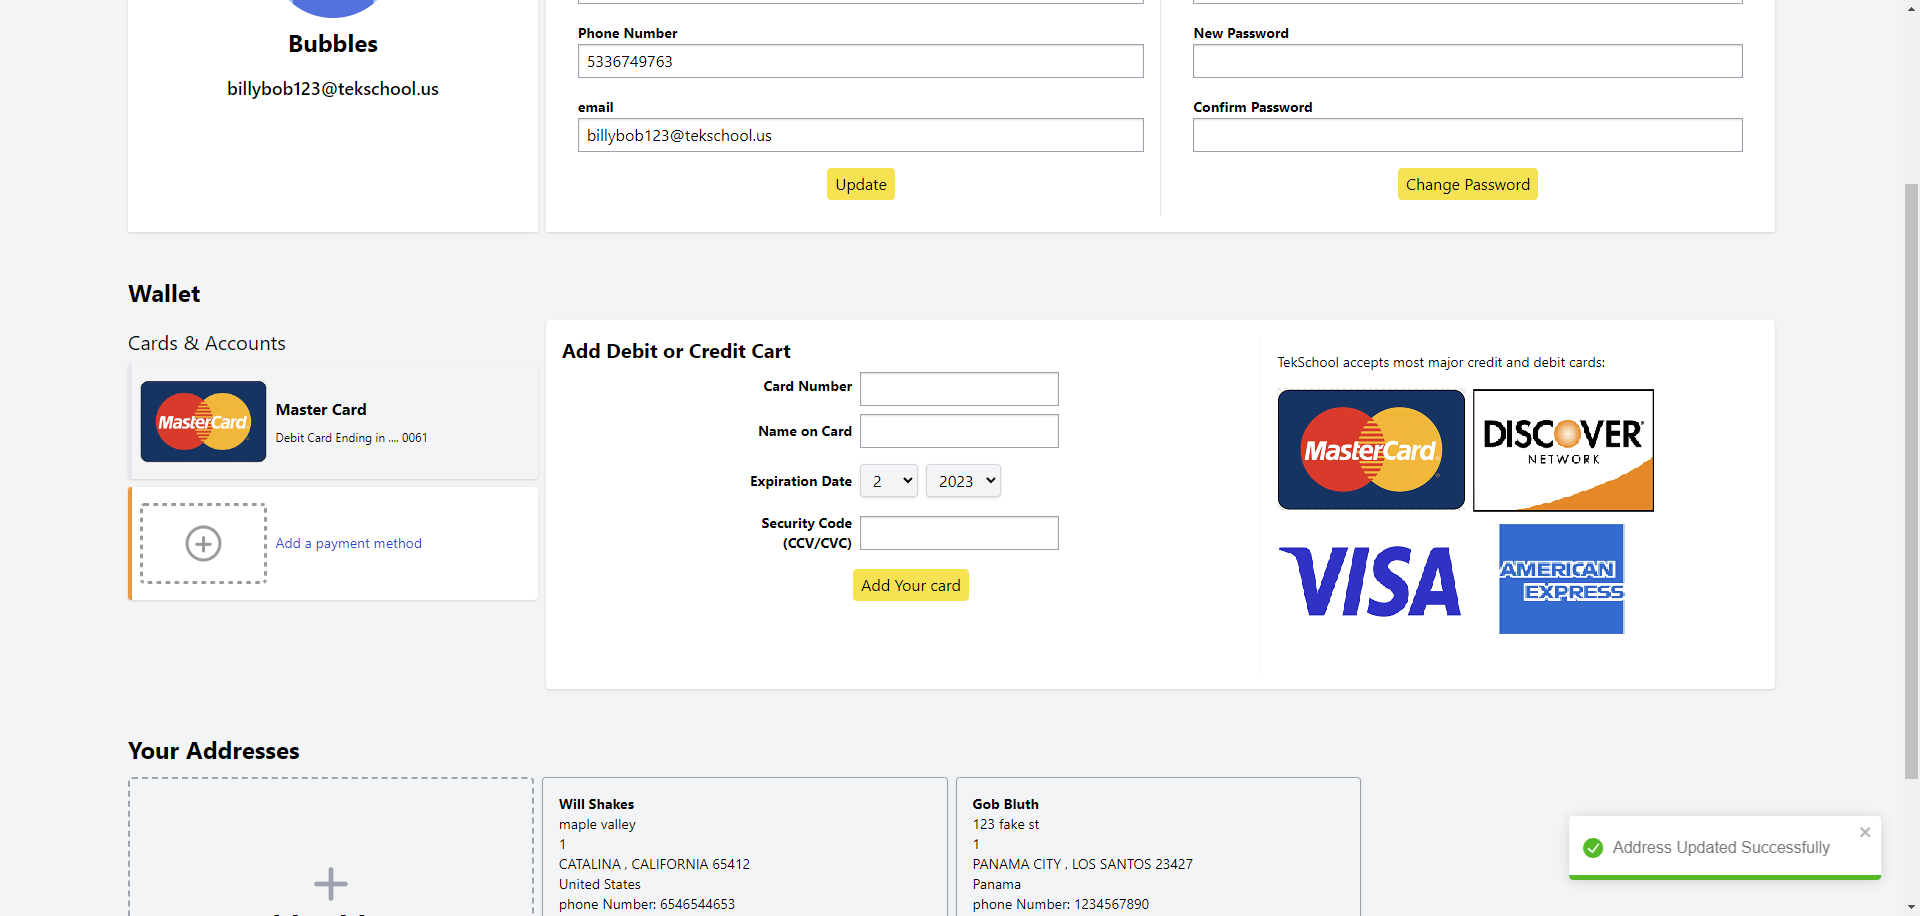 Bubbles
billybob123@tekschool.us
Phone Number
5336749763
email
billybob123@tekschool.us
Update
New Password
Confirm Password
Change Password
Wallet
Cards & Accounts
MasterCard
Master Card
Debit Card Ending in .... 0061
Add a payment method
Add Debit or Credit Cart
Card Number
Name on Card
Expiration Date
2
2023
Security Code
(CCV/CVC)
Add Your card
TekSchool accepts most major credit and debit cards:
MasterCard
DISCOVER
NETWORK
VISA
AMERICAN
EXPRESS
Your Addresses
Will Shakes
maple valley
1
CATALINA , CALIFORNIA 65412
United States
phone Number: 6546544653
Gob Bluth
123 fake st
1
PANAMA CITY , LOS SANTOS 23427
Panama
phone Number: 1234567890
Address Updated Successfully